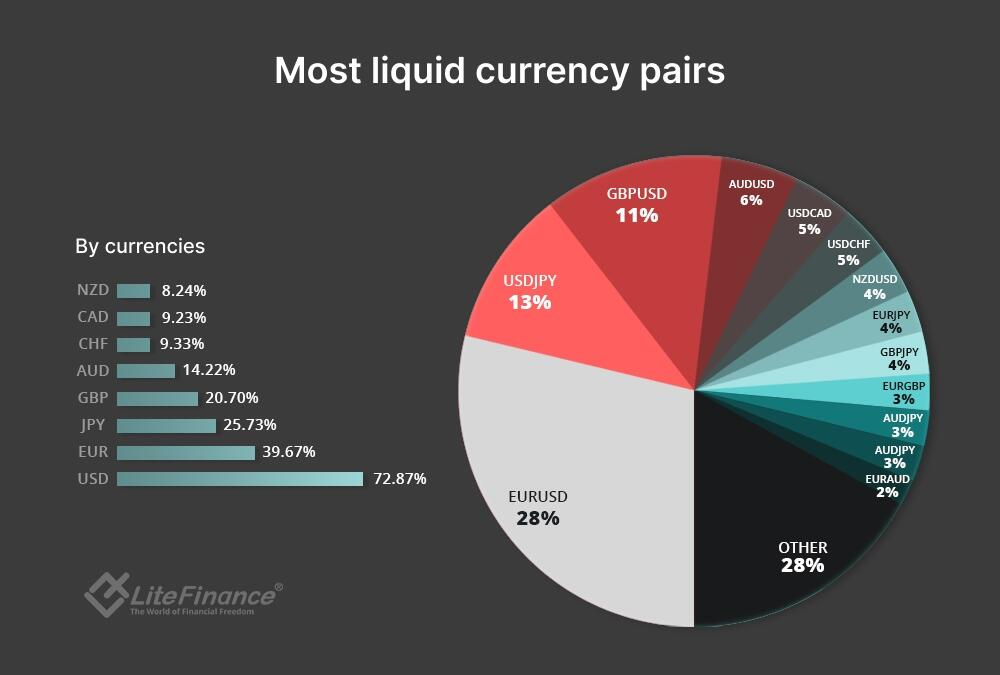 Most liquid currency pairs
By currencies
NZD 8.24%
CAD 9.23%
CHF 9.33%
AUD 14.22%
GBP 20.70%
JPY 25.73%
EUR 39.67%
USD 72.87%
GBPUSD
11%
AUDUSD
6%
USDCAD
5%
USDCHF
5%
NZDUSD
4%
EURJPY
4%
GBPJPY
4%
EURGBP
3%
AUDJPY
3%
AUDJPY
3%
EURAUD
2%
OTHER
28%
EURUSD
28%
USDJPY
13%
LiteFinance®
The World of Financial Freedom